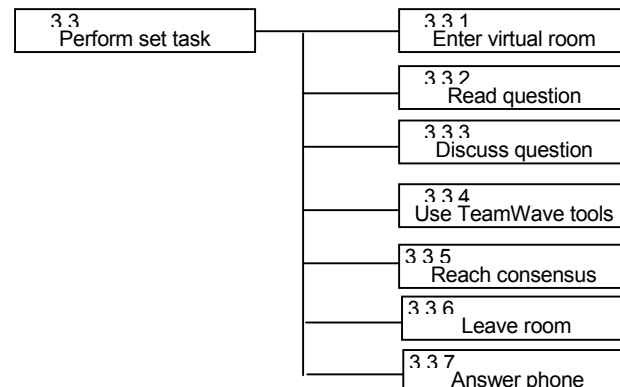 3.3
Perform set task
3.3.1
Enter virtual room
3.3.2
Read question
3.3.3
Discuss question
3.3.4
Use TeamWave tools
3.3.5
Reach consensus
3.3.6
Leave room
3.3.7
Answer phone